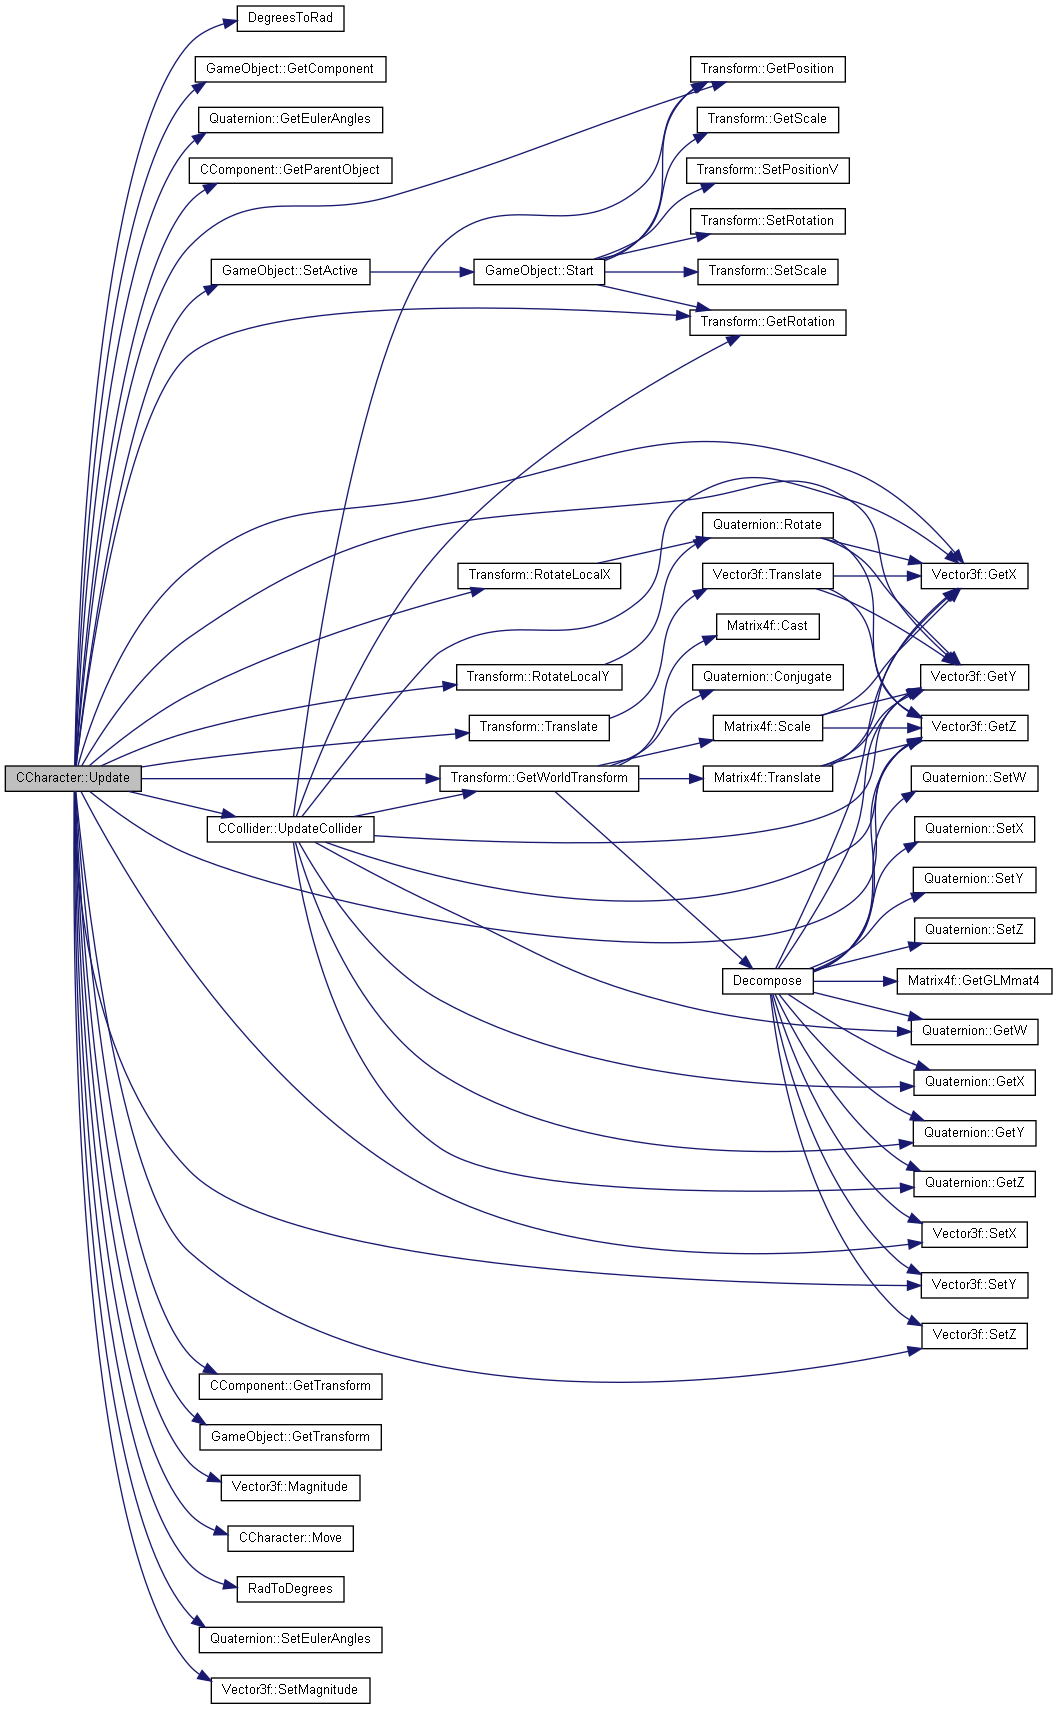 DegreesToRad
GameObject::GetComponent
Transform::GetPosition
Quaternion::GetEulerAngles
Transform::GetScale
CComponent::GetParentObject
Transform::SetPositionV
Transform::SetRotation
GameObject::SetActive
GameObject::Start
Transform::SetScale
Transform::GetRotation
Quaternion::Rotate
Transform::RotateLocalX
Vector3f::Translate
Vector3f::GetX
Matrix4f::Cast
Transform::RotateLocalY
Quaternion::Conjugate
Vector3f::GetY
Transform::Translate
Matrix4f::Scale
Vector3f::GetZ
CCharacter::Update
Transform::GetWorldTransform
Matrix4f::Translate
Quaternion::SetW
CCollider::UpdateCollider
Quaternion::SetX
Quaternion::SetY
Quaternion::SetZ
Decompose
Matrix4f::GetGLMmat4
Quaternion::GetW
Quaternion::GetX
Quaternion::GetY
Quaternion::GetZ
Vector3f::SetX
Vector3f::SetY
Vector3f::SetZ
CComponent::GetTransform
GameObject::GetTransform
Vector3f::Magnitude
CCharacter::Move
RadToDegrees
Quaternion::SetEulerAngles
Vector3f::SetMagnitude